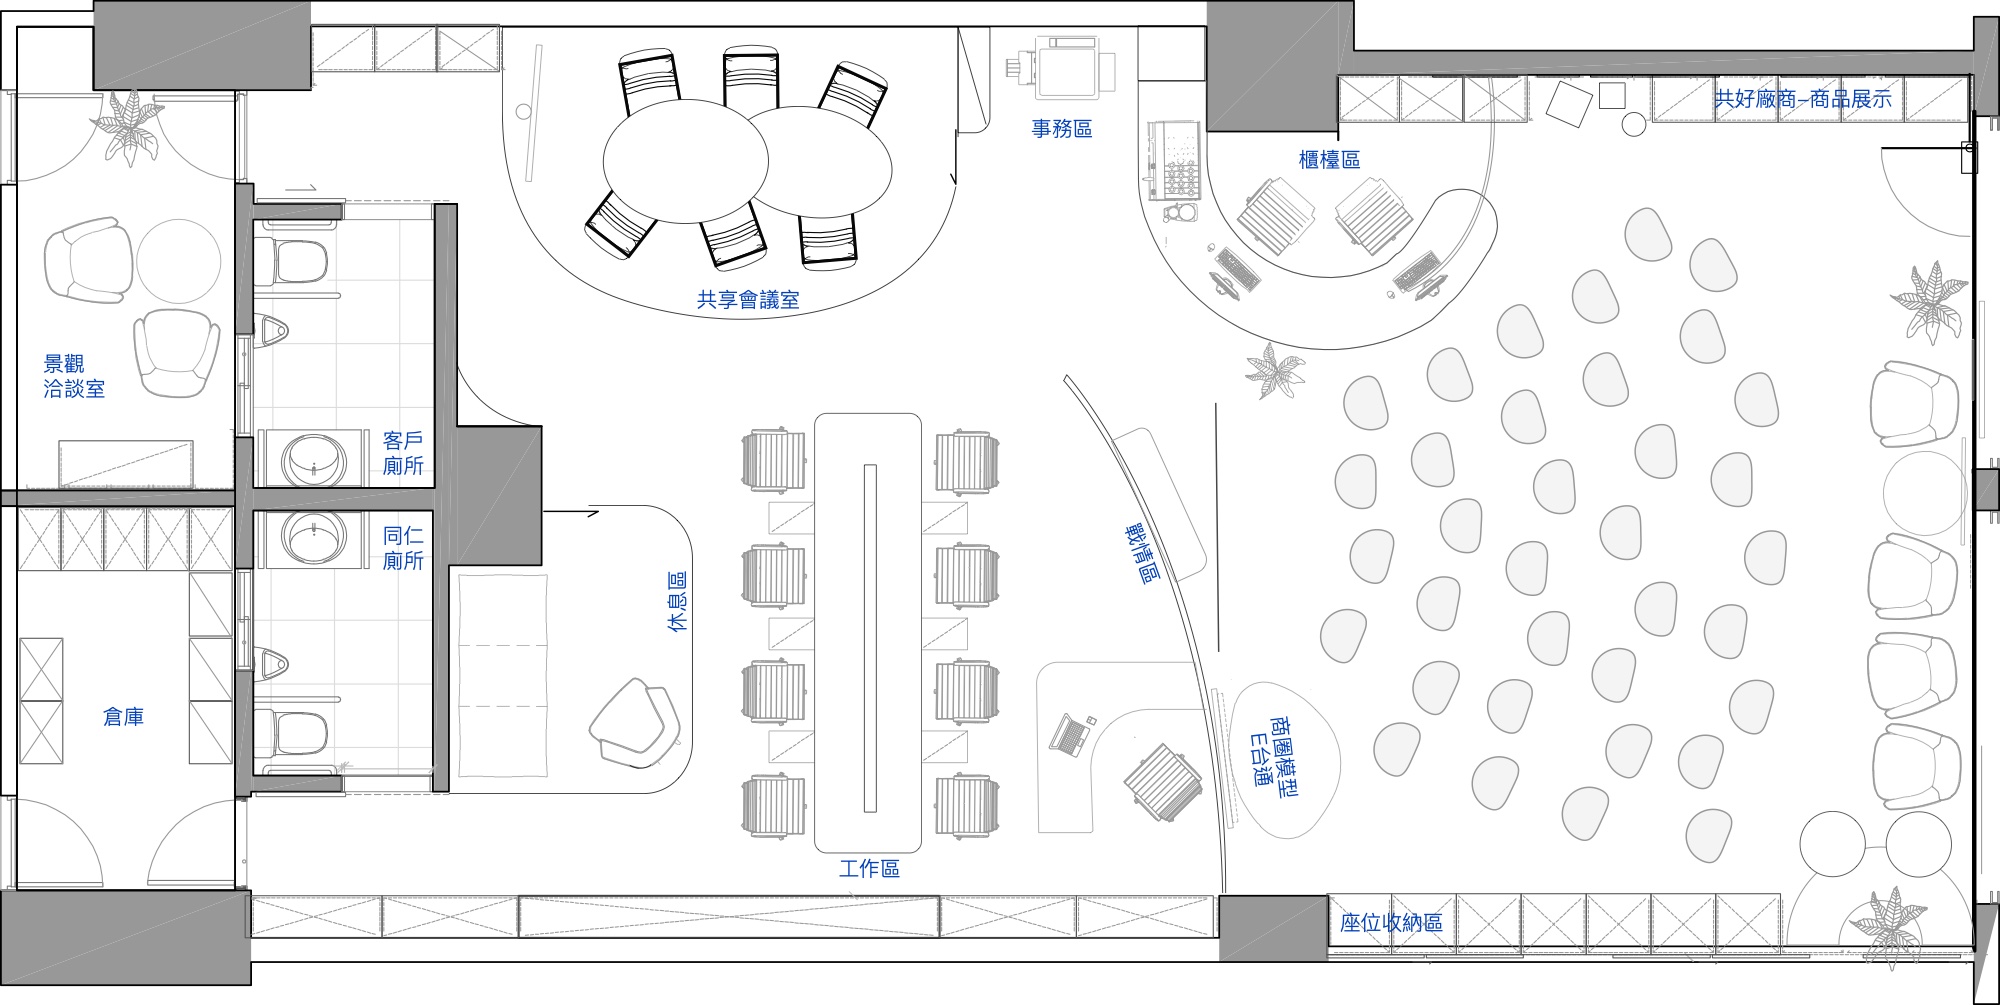 共好廠商–商品展示
事務區
櫃檯區
共享會議室
景觀
洽談室
客戶
廁所
同仁
廁所
戰情區
休息區
倉庫
商圈模型
E台通
工作區
座位收納區